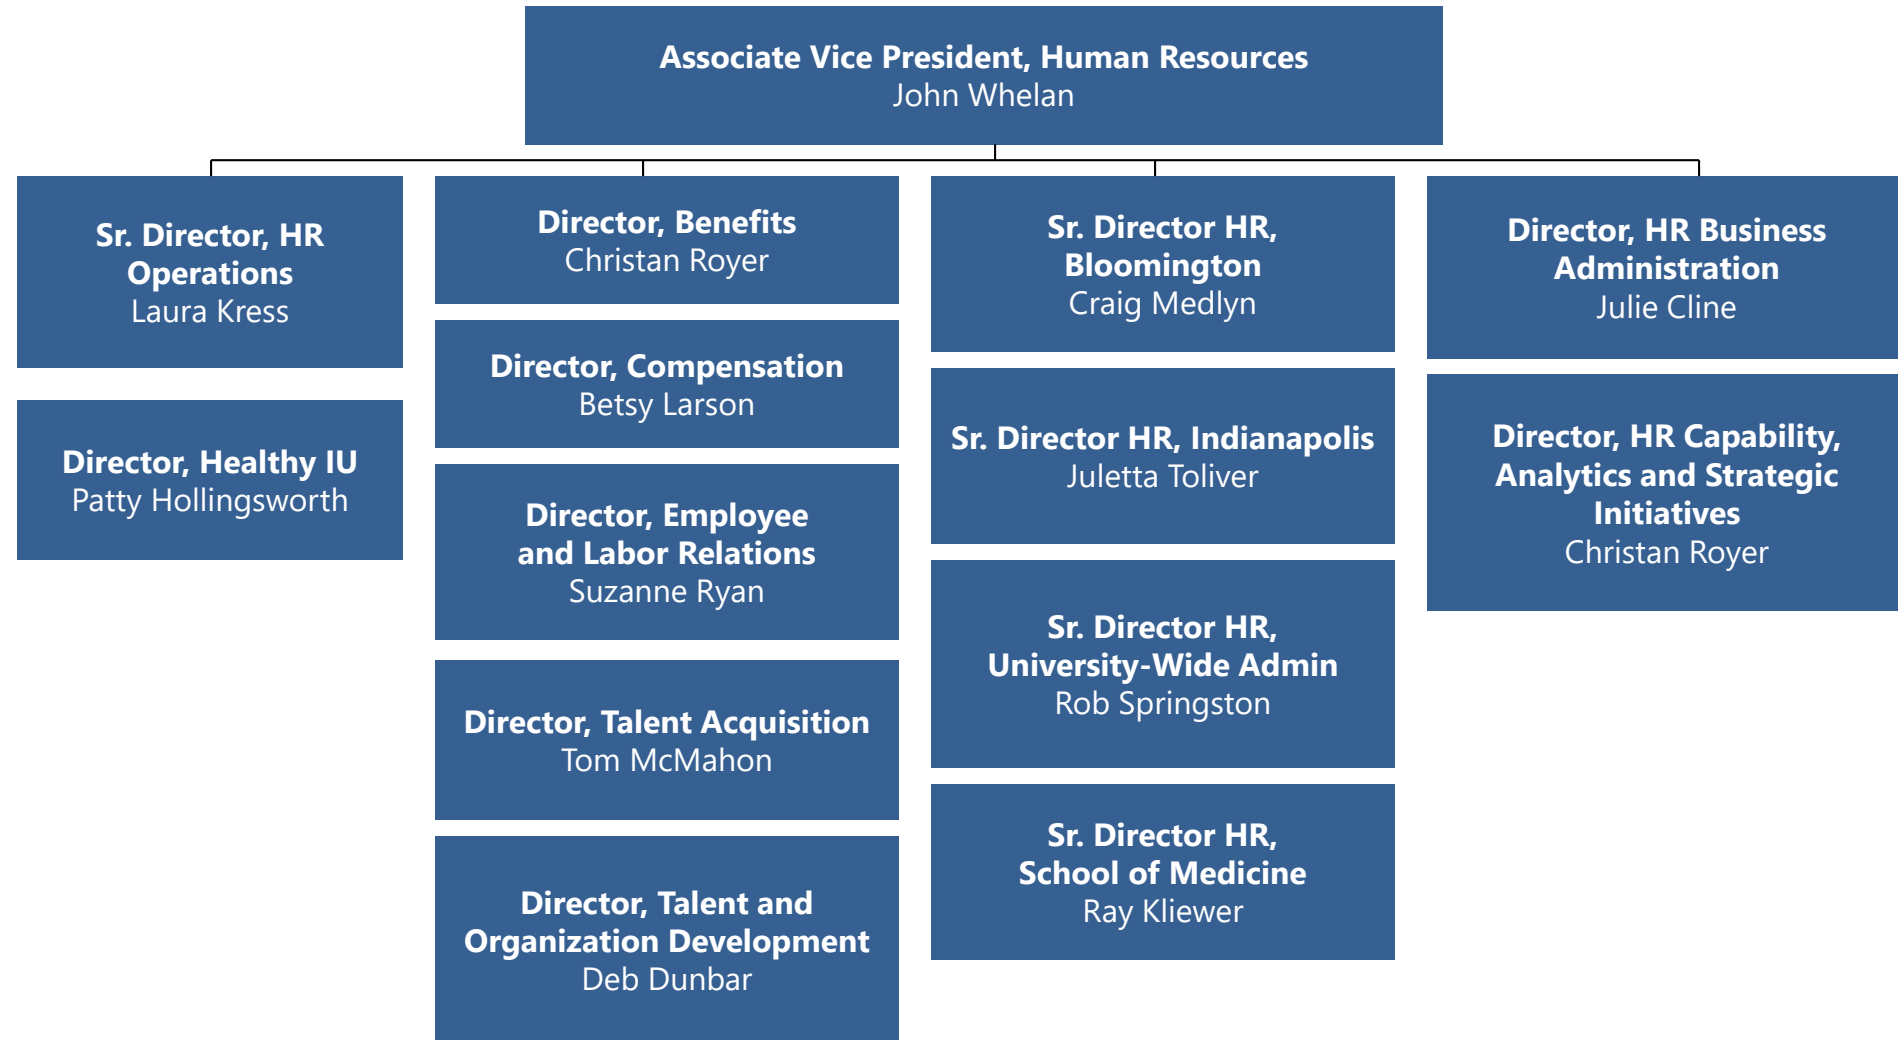 Associate Vice President, Human Resources
John Whelan
Sr. Director, HR
Operations
Laura Kress
Director, Healthy IU
Patty Hollingsworth
Director, Benefits
Christan Royer
Director, Compensation
Betsy Larson
Director, Employee
and Labor Relations
Suzanne Ryan
Director, Talent Acquisition
Tom McMahon
Director, Talent and
Organization Development
Deb Dunbar
Sr. Director HR,
Bloomington
Craig Medlyn
Sr. Director HR, Indianapolis
Juletta Toliver
Sr. Director HR,
University-Wide Admin
Rob Springston
Sr. Director HR,
School of Medicine
Ray Kliewer
Director, HR Business
Administration
Julie Cline
Director, HR Capability,
Analytics and Strategic
Initiatives
Christan Royer